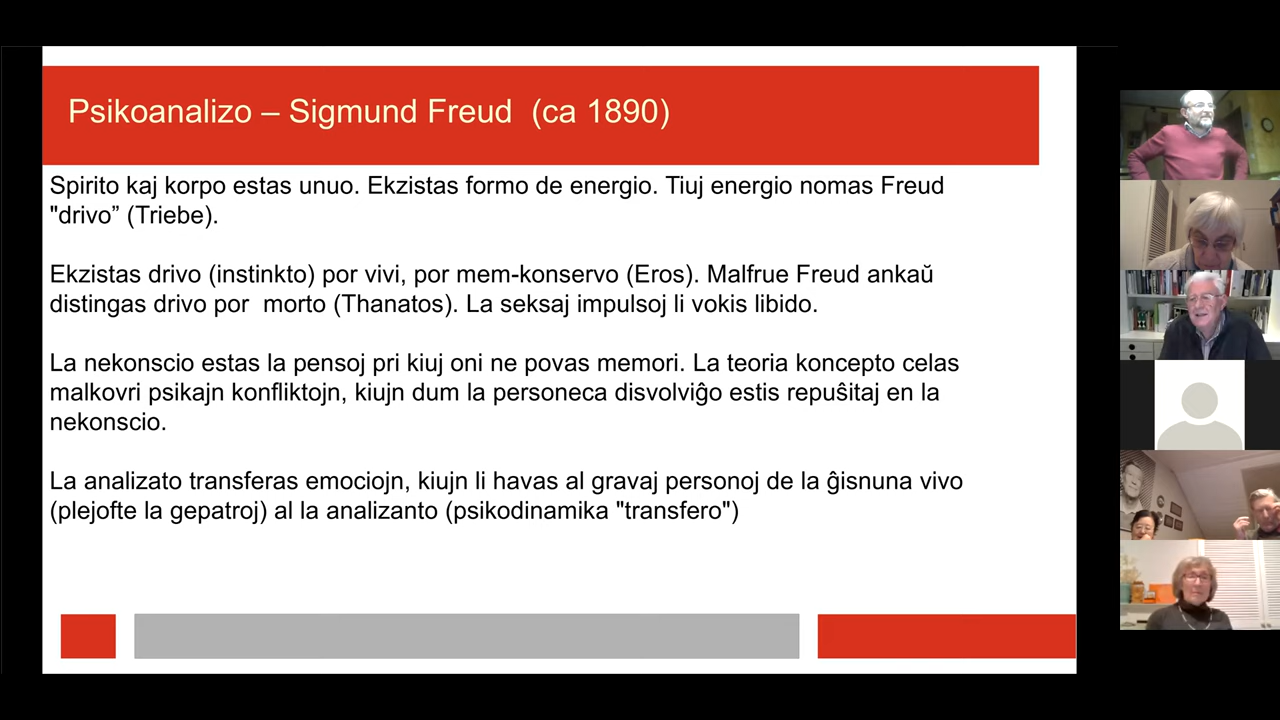 Psikoanalizo – Sigmund Freud (ca 1890)
Spirito kaj korpo estas unuo. Ekzistas formo de energio. Tiuj energio nomas Freud
"drivo” (Triebe).
Ekzistas drivo (instinkto) por vivi, por mem-konservo (Eros). Malfrue Freud ankaŭ
distingas drivo por morto (Thanatos). La seksaj impulsoj li vokis libido.
La nekonscio estas la pensoj pri kiuj oni ne povas memori. La teoria koncepto celas
malkovri psikajn konfliktojn, kiujn dum la personeca disvolviĝo estis repuŝitaj en la
nekonscio.
La analizato transferas emociojn, kiujn li havas al gravaj personoj de la ĝisnuna vivo
(plejofte la gepatroj) al la analizanto (psikodinamika "transfero")